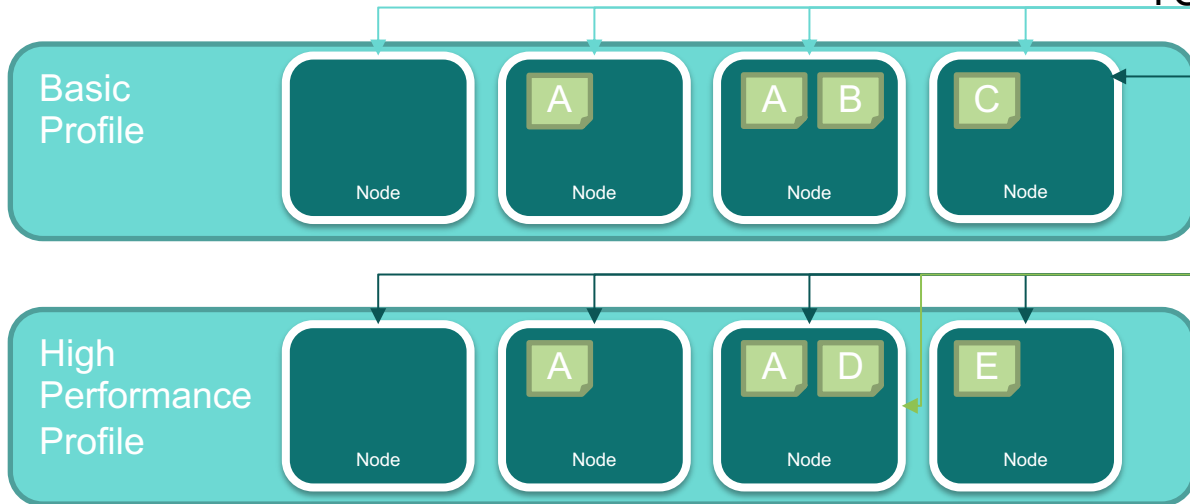 Basic
Profile
A
A B
C
Node
Node
Node
Node
High
Performance
Profile
A
A D
E
Node
Node
Node
Node